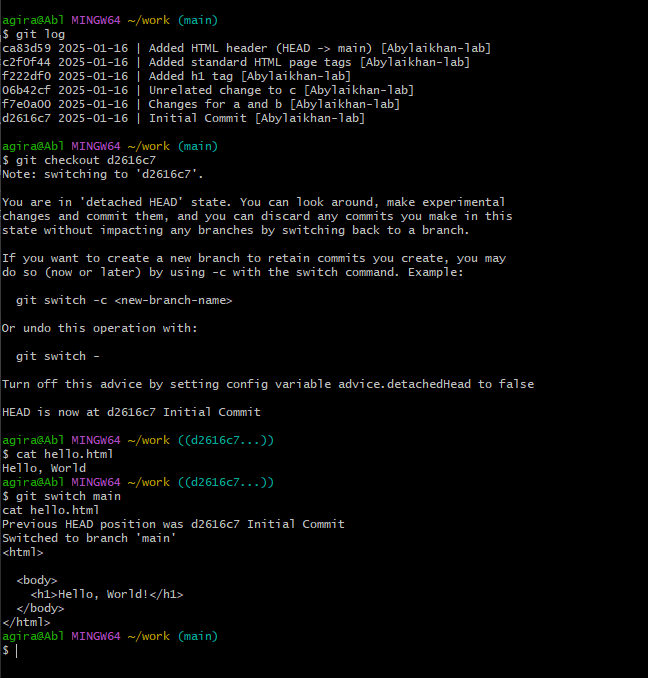 agira@Abl MINGW64 ~/work (main)
$ git log
ca83d59 2025-01-16 | Added HTML header (HEAD -> main) [Abylaikhan-lab]
c2f0f44 2025-01-16 | Added standard HTML page tags [Abylaikhan-lab]
f222df0 2025-01-16 | Added h1 tag [Abylaikhan-lab]
06b42cf 2025-01-16 | Unrelated change to c [Abylaikhan-lab]
f7e0a00 2025-01-16 | Changes for a and b [Abylaikhan-lab]
d2616c7 2025-01-16 | Initial Commit [Abylaikhan-lab]
agira@Abl MINGW64 ~/work (main)
$ git checkout d2616c7
Note: switching to 'd2616c7'.
You are in 'detached HEAD' state. You can look around, make experimental
changes and commit them, and you can discard any commits you make in this
state without impacting any branches by switching back to a branch.
If you want to create a new branch to retain commits you create, you may
do so (now or later) by using -c with the switch command. Example:
git switch -c <new-branch-name>
Or undo this operation with:
git switch -
Turn off this advice by setting config variable advice.detachedHead to false
HEAD is now at d2616c7 Initial Commit
agira@Abl MINGW64 ~/work ((d2616c7...))
$ cat hello.html
Hello, World
agira@Abl MINGW64 ~/work ((d2616c7...))
$ git switch main
cat hello.html
Previous HEAD position was d2616c7 Initial Commit
Switched to branch 'main'
<html>
<body>
<h1>Hello, World!</h1>
</body>
</html>
agira@Abl MINGW64 ~/work (main)
$